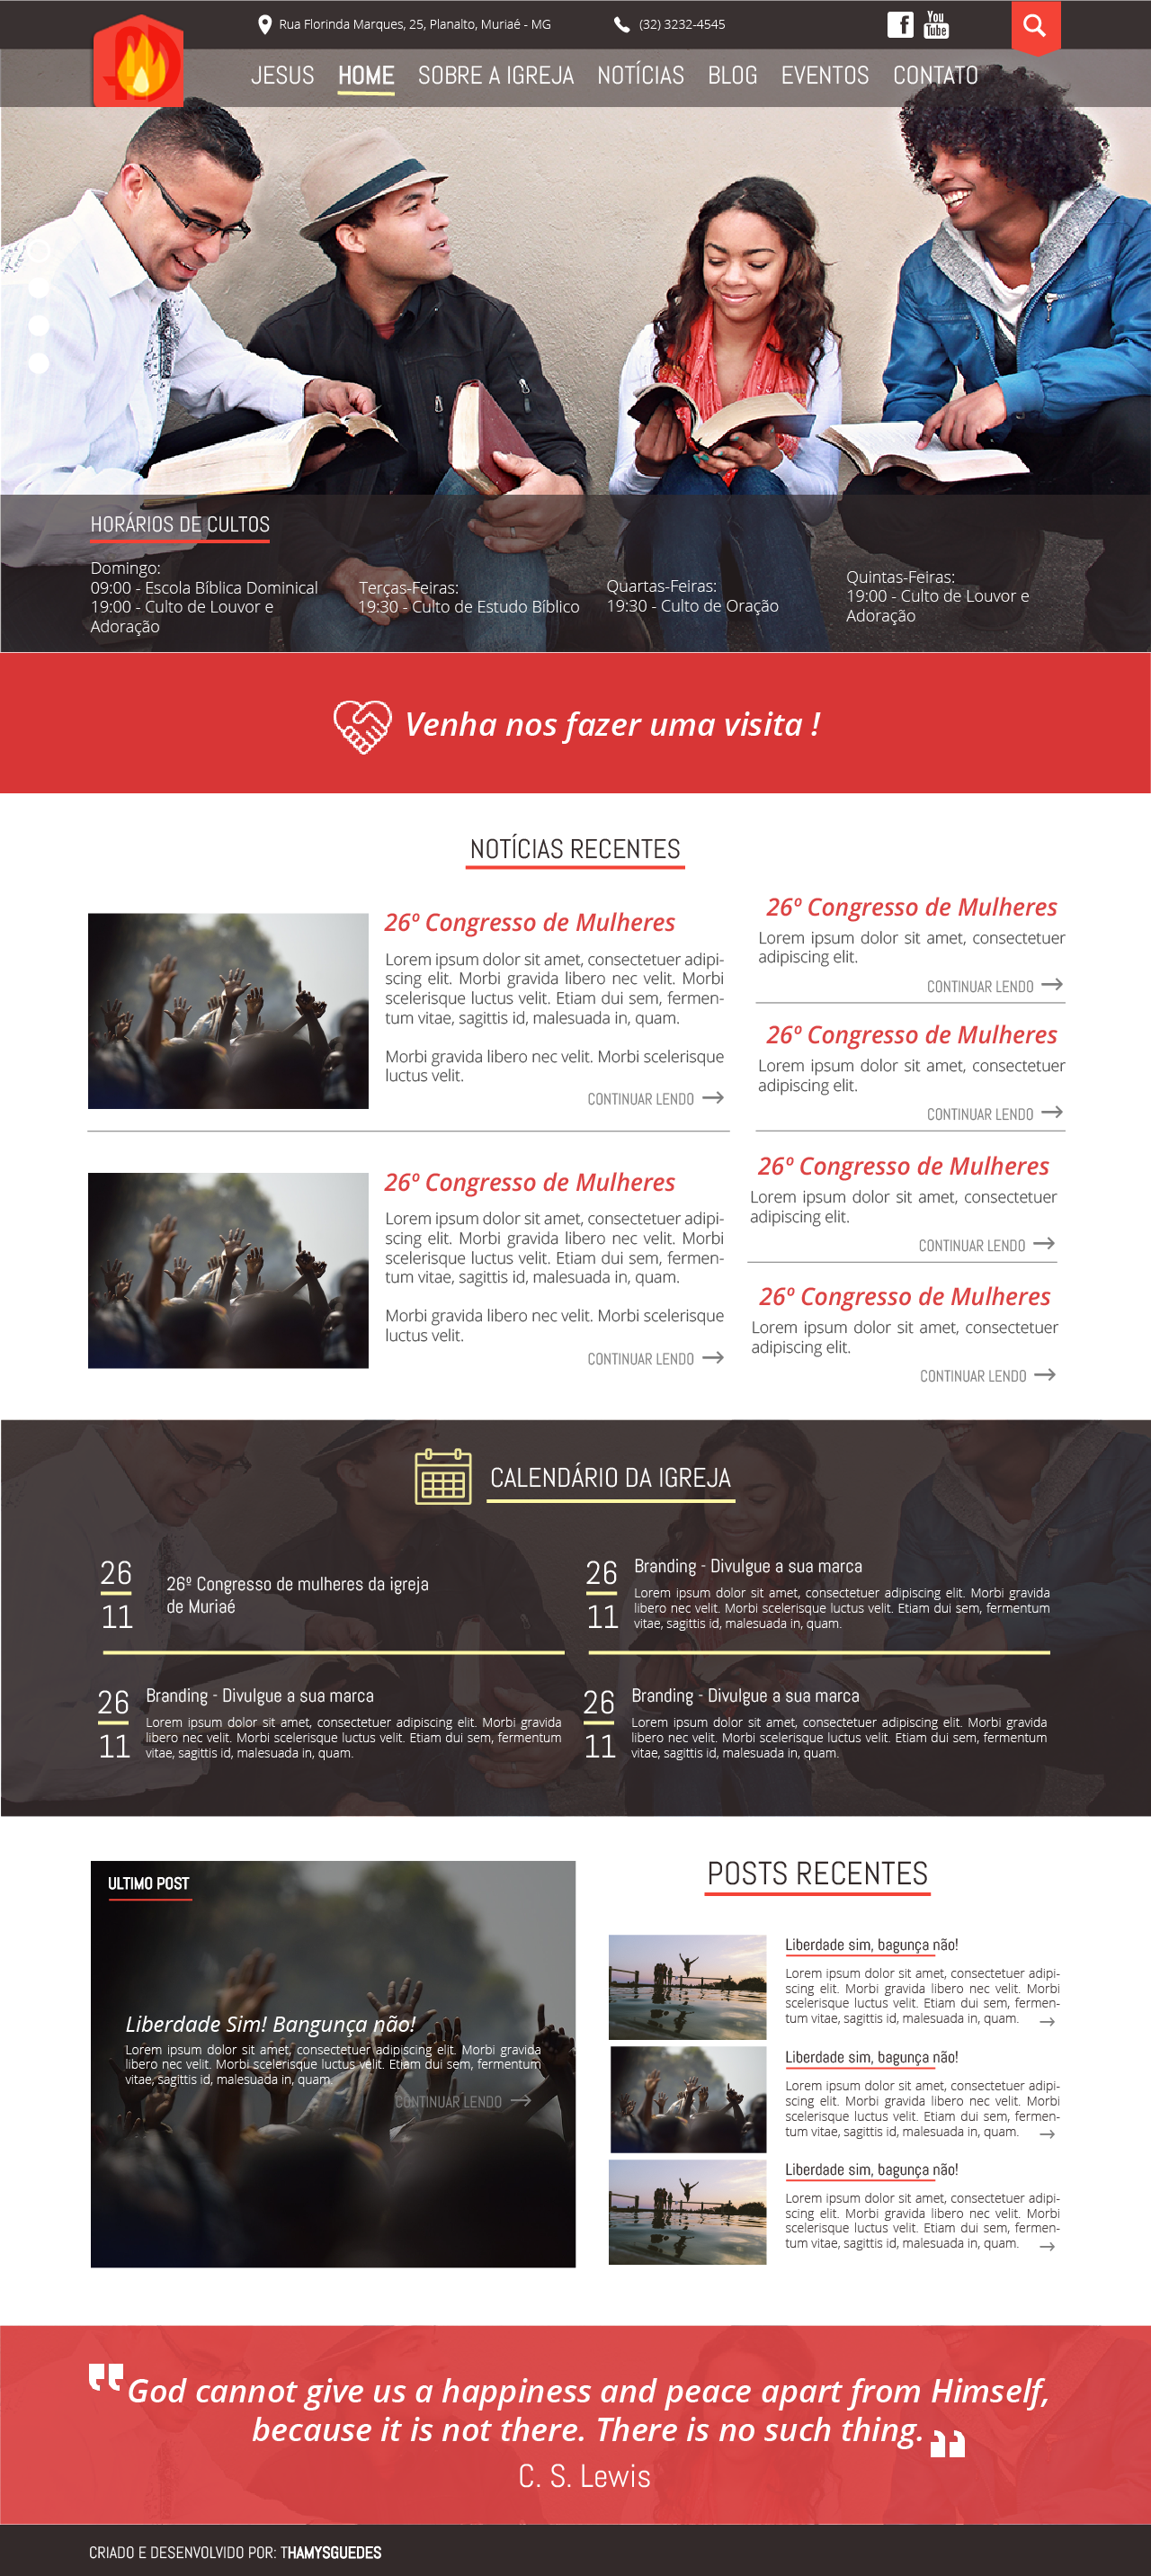 Rua Florinda Marques, 25, Planalto, Muriaé - MG
(32) 3232-4545
f
You
Tube
JESUS
HOME
SOBRE A IGREJA
NOTÍCIAS
BLOG
EVENTOS
CONTATO
HORÁRIOS DE CULTOS
Domingo:
09:00 - Escola Bíblica Dominical
19:00 - Culto de Louvor e
Adoração
Terças-Feiras:
19:30 - Culto de Estudo Bíblico
Quartas-Feiras:
19:30 - Culto de Oração
Quintas-Feiras:
19:00 - Culto de Louvor e
Adoração
Venha nos fazer uma visita !
NOTÍCIAS RECENTES
26º Congresso de Mulheres
Lorem ipsum dolor sit amet, consectetuer adipi-
scing elit. Morbi gravida libero nec velit. Morbi
scelerisque luctus velit. Etiam dui sem, fermen-
tum vitae, sagittis id, malesuada in, quam.
Morbi gravida libero nec velit. Morbi scelerisque
luctus velit.
CONTINUAR LENDO
26º Congresso de Mulheres
Lorem ipsum dolor sit amet, consectetuer adipi-
scing elit. Morbi gravida libero nec velit. Morbi
scelerisque luctus velit. Etiam dui sem, fermen-
tum vitae, sagittis id, malesuada in, quam.
Morbi gravida libero nec velit. Morbi scelerisque
luctus velit.
CONTINUAR LENDO
26º Congresso de Mulheres
Lorem ipsum dolor sit amet, consectetuer
adipiscing elit.
CONTINUAR LENDO
26º Congresso de Mulheres
Lorem ipsum dolor sit amet, consectetuer
adipiscing elit.
CONTINUAR LENDO
26º Congresso de Mulheres
Lorem ipsum dolor sit amet, consectetuer
adipiscing elit.
CONTINUAR LENDO
26º Congresso de Mulheres
Lorem ipsum dolor sit amet, consectetuer
adipiscing elit.
CONTINUAR LENDO
CALENDÁRIO DA IGREJA
26
11
26º Congresso de mulheres da igreja
de Muriaé
26
11
Branding - Divulgue a sua marca
Lorem ipsum dolor sit amet, consectetuer adipiscing elit. Morbi gravida
libero nec velit. Morbi scelerisque luctus velit. Etiam dui sem, fermentum
vitae, sagittis id, malesuada in, quam.
26
11
Branding - Divulgue a sua marca
Lorem ipsum dolor sit amet, consectetuer adipiscing elit. Morbi gravida
libero nec velit. Morbi scelerisque luctus velit. Etiam dui sem, fermentum
vitae, sagittis id, malesuada in, quam.
26
11
Branding - Divulgue a sua marca
Lorem ipsum dolor sit amet, consectetuer adipiscing elit. Morbi gravida
libero nec velit. Morbi scelerisque luctus velit. Etiam dui sem, fermentum
vitae, sagittis id, malesuada in, quam.
ULTIMO POST
Liberdade Sim! Bangunça não!
Lorem ipsum dolor sit amet, consectetuer adipiscing elit. Morbi gravida
libero nec velit. Morbi scelerisque luctus velit. Etiam dui sem, fermentum
vitae, sagittis id, malesuada in, quam.
CONTINUAR LENDO
POSTS RECENTES
Liberdade sim, bagunça não!
Lorem ipsum dolor sit amet, consectetuer adipi-
scing elit. Morbi gravida libero nec velit. Morbi
scelerisque luctus velit. Etiam dui sem, fermen-
tum vitae, sagittis id, malesuada in, quam.
Liberdade sim, bagunça não!
Lorem ipsum dolor sit amet, consectetuer adipi-
scing elit. Morbi gravida libero nec velit. Morbi
scelerisque luctus velit. Etiam dui sem, fermen-
tum vitae, sagittis id, malesuada in, quam.
Liberdade sim, bagunça não!
Lorem ipsum dolor sit amet, consectetuer adipi-
scing elit. Morbi gravida libero nec velit. Morbi
scelerisque luctus velit. Etiam dui sem, fermen-
tum vitae, sagittis id, malesuada in, quam.
" God cannot give us a happiness and peace apart from Himself,
because it is not there. There is no such thing. "
C. S. Lewis
CRIADO E DESENVOLVIDO POR: THAMYSGUEDES